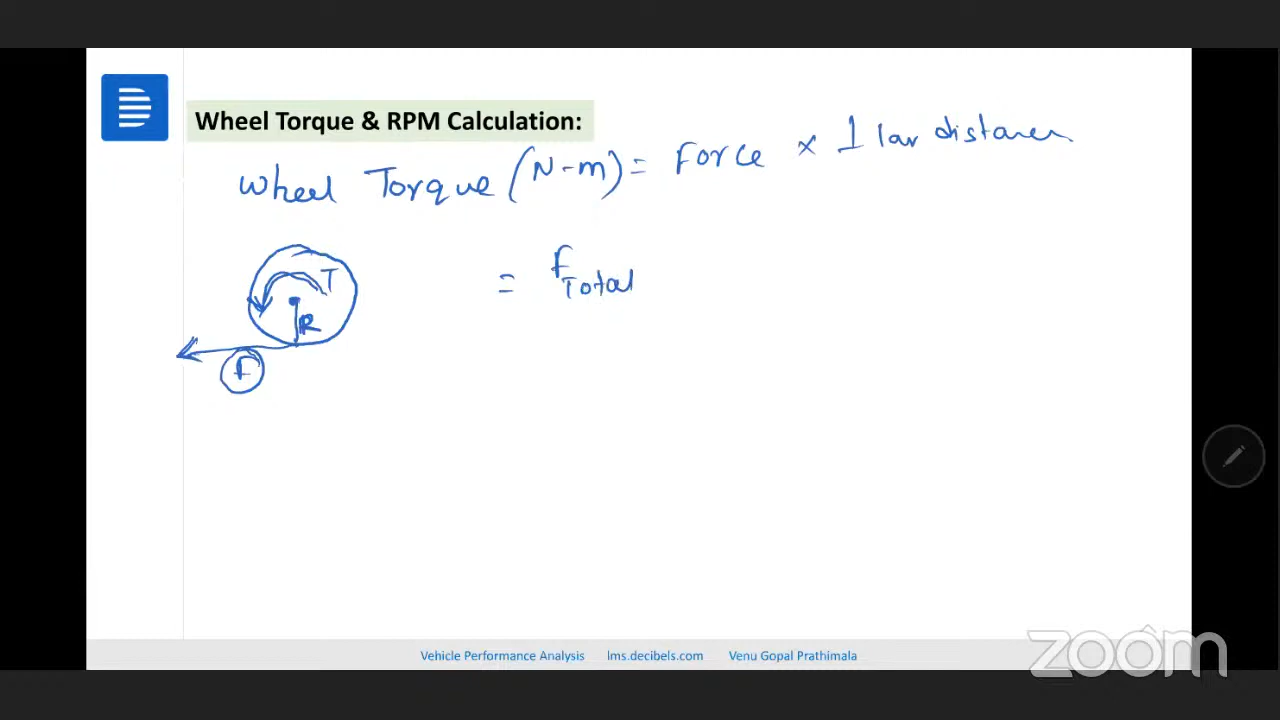 Wheel Torque & RPM Calculation:
Wheel Torque (N-m) = Force × ⊥lar distance
T
= FTotal
R
F
Vehicle Performance Analysis lms.decibels.com Venu Gopal Prathimala
zoom